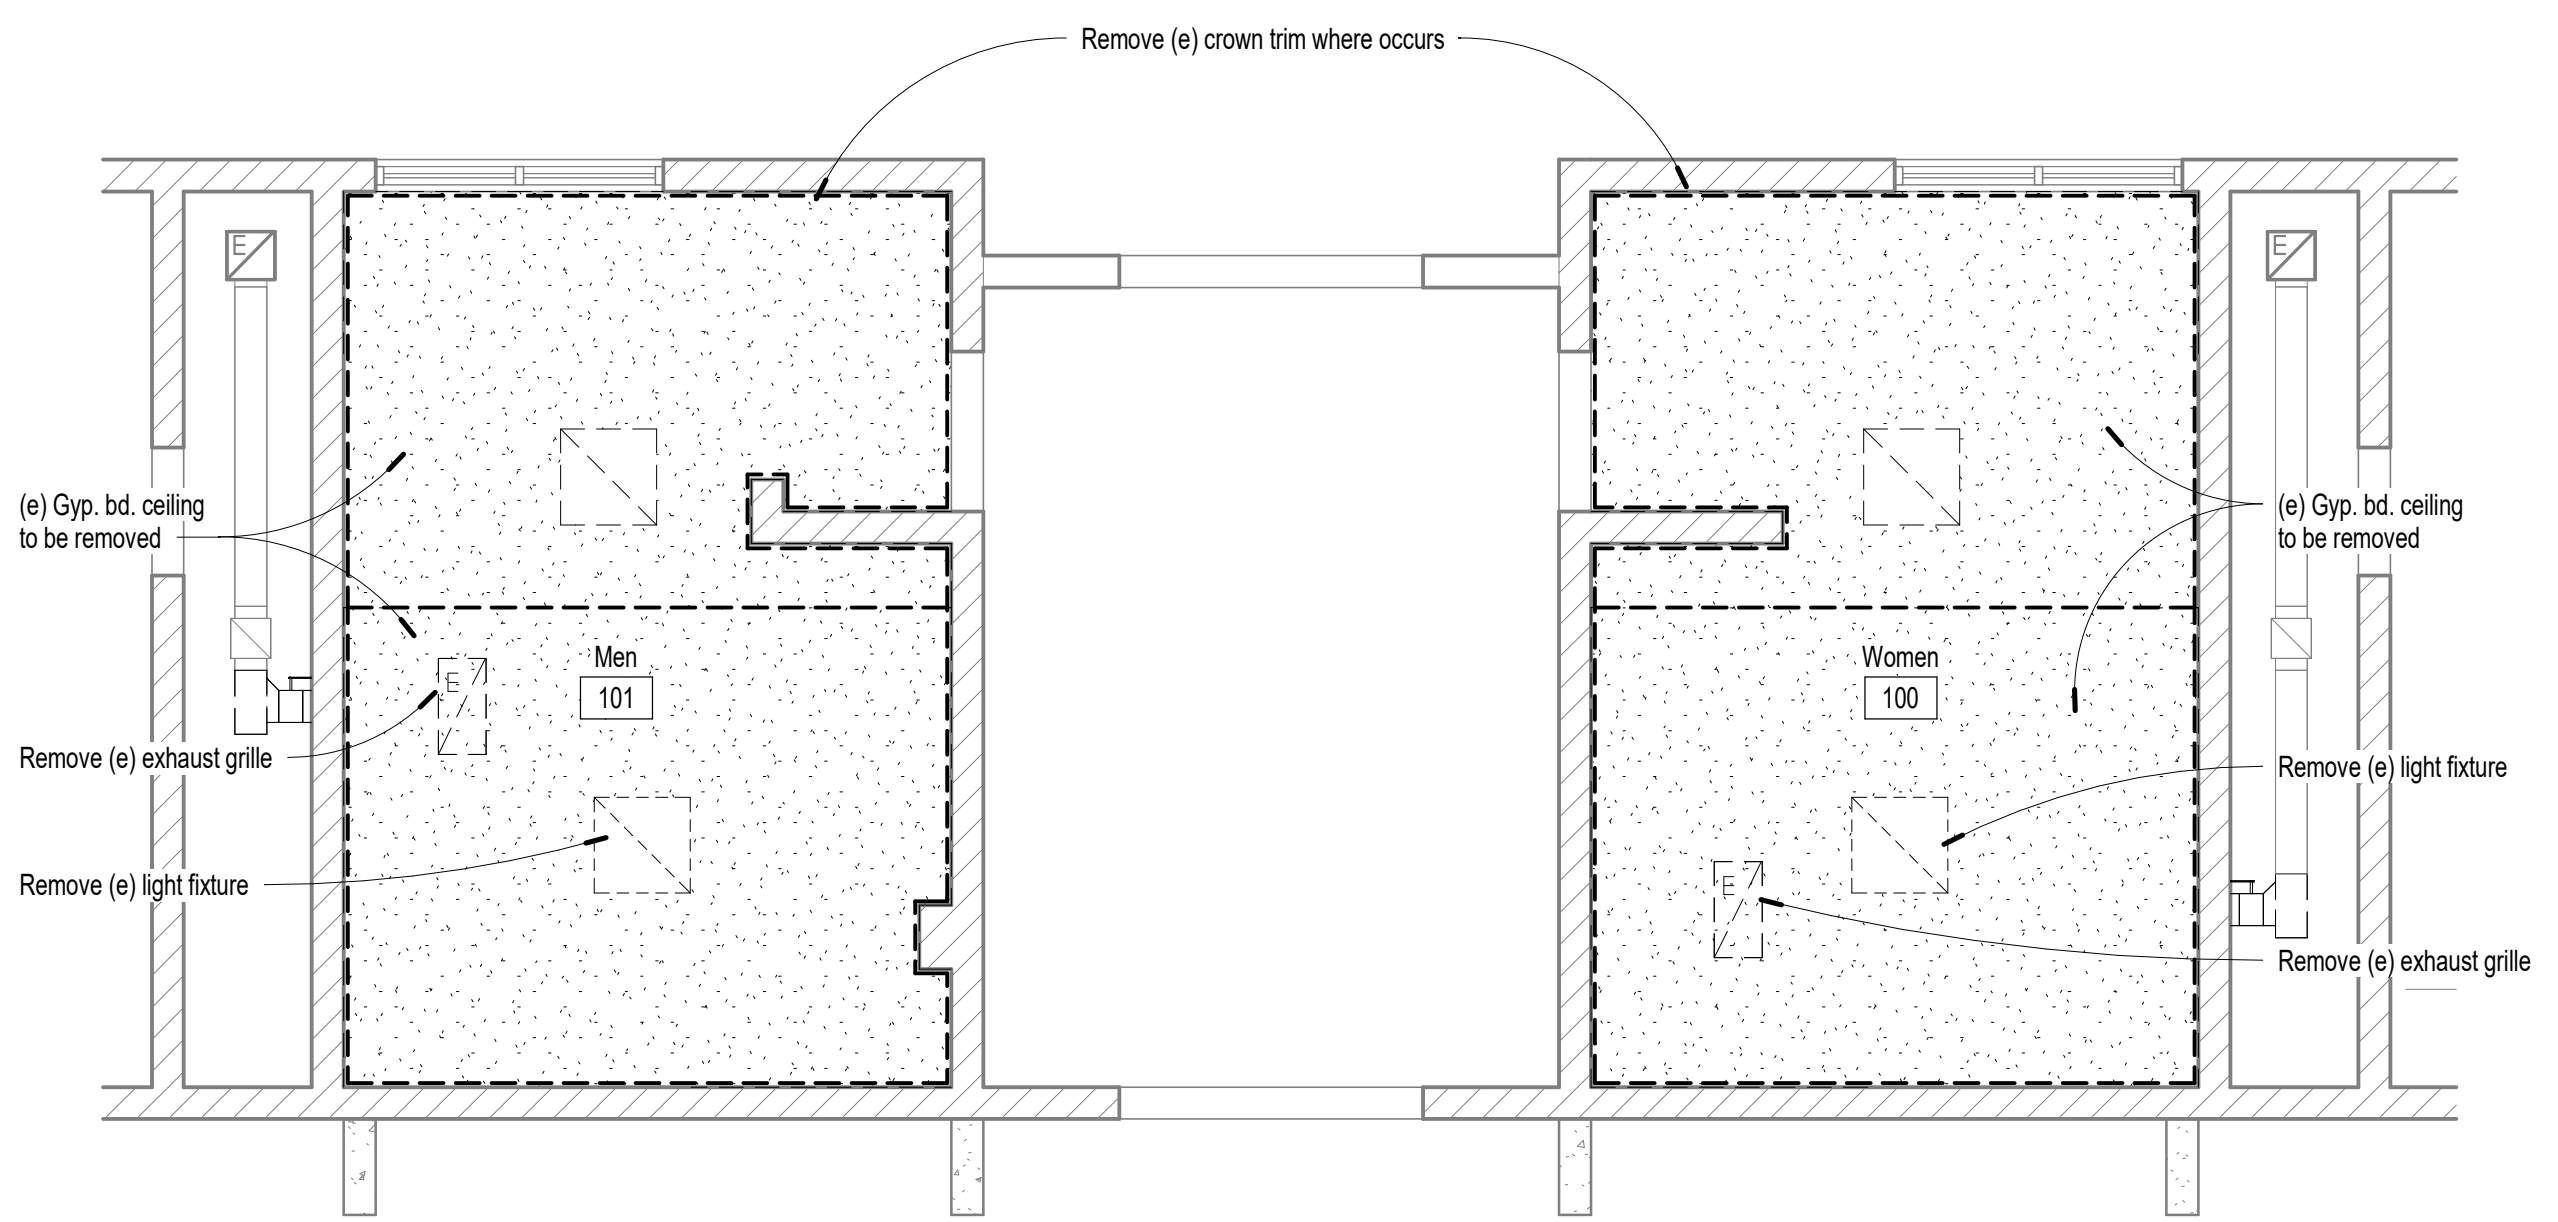 Remove (e) crown trim where occurs
E
E
(e) Gyp. bd. ceiling
to be removed
(e) Gyp. bd. ceiling
to be removed
Men
101
E
Women
100
Remove (e) exhaust grille
Remove (e) light fixture
Remove (e) light fixture
E
Remove (e) exhaust grille